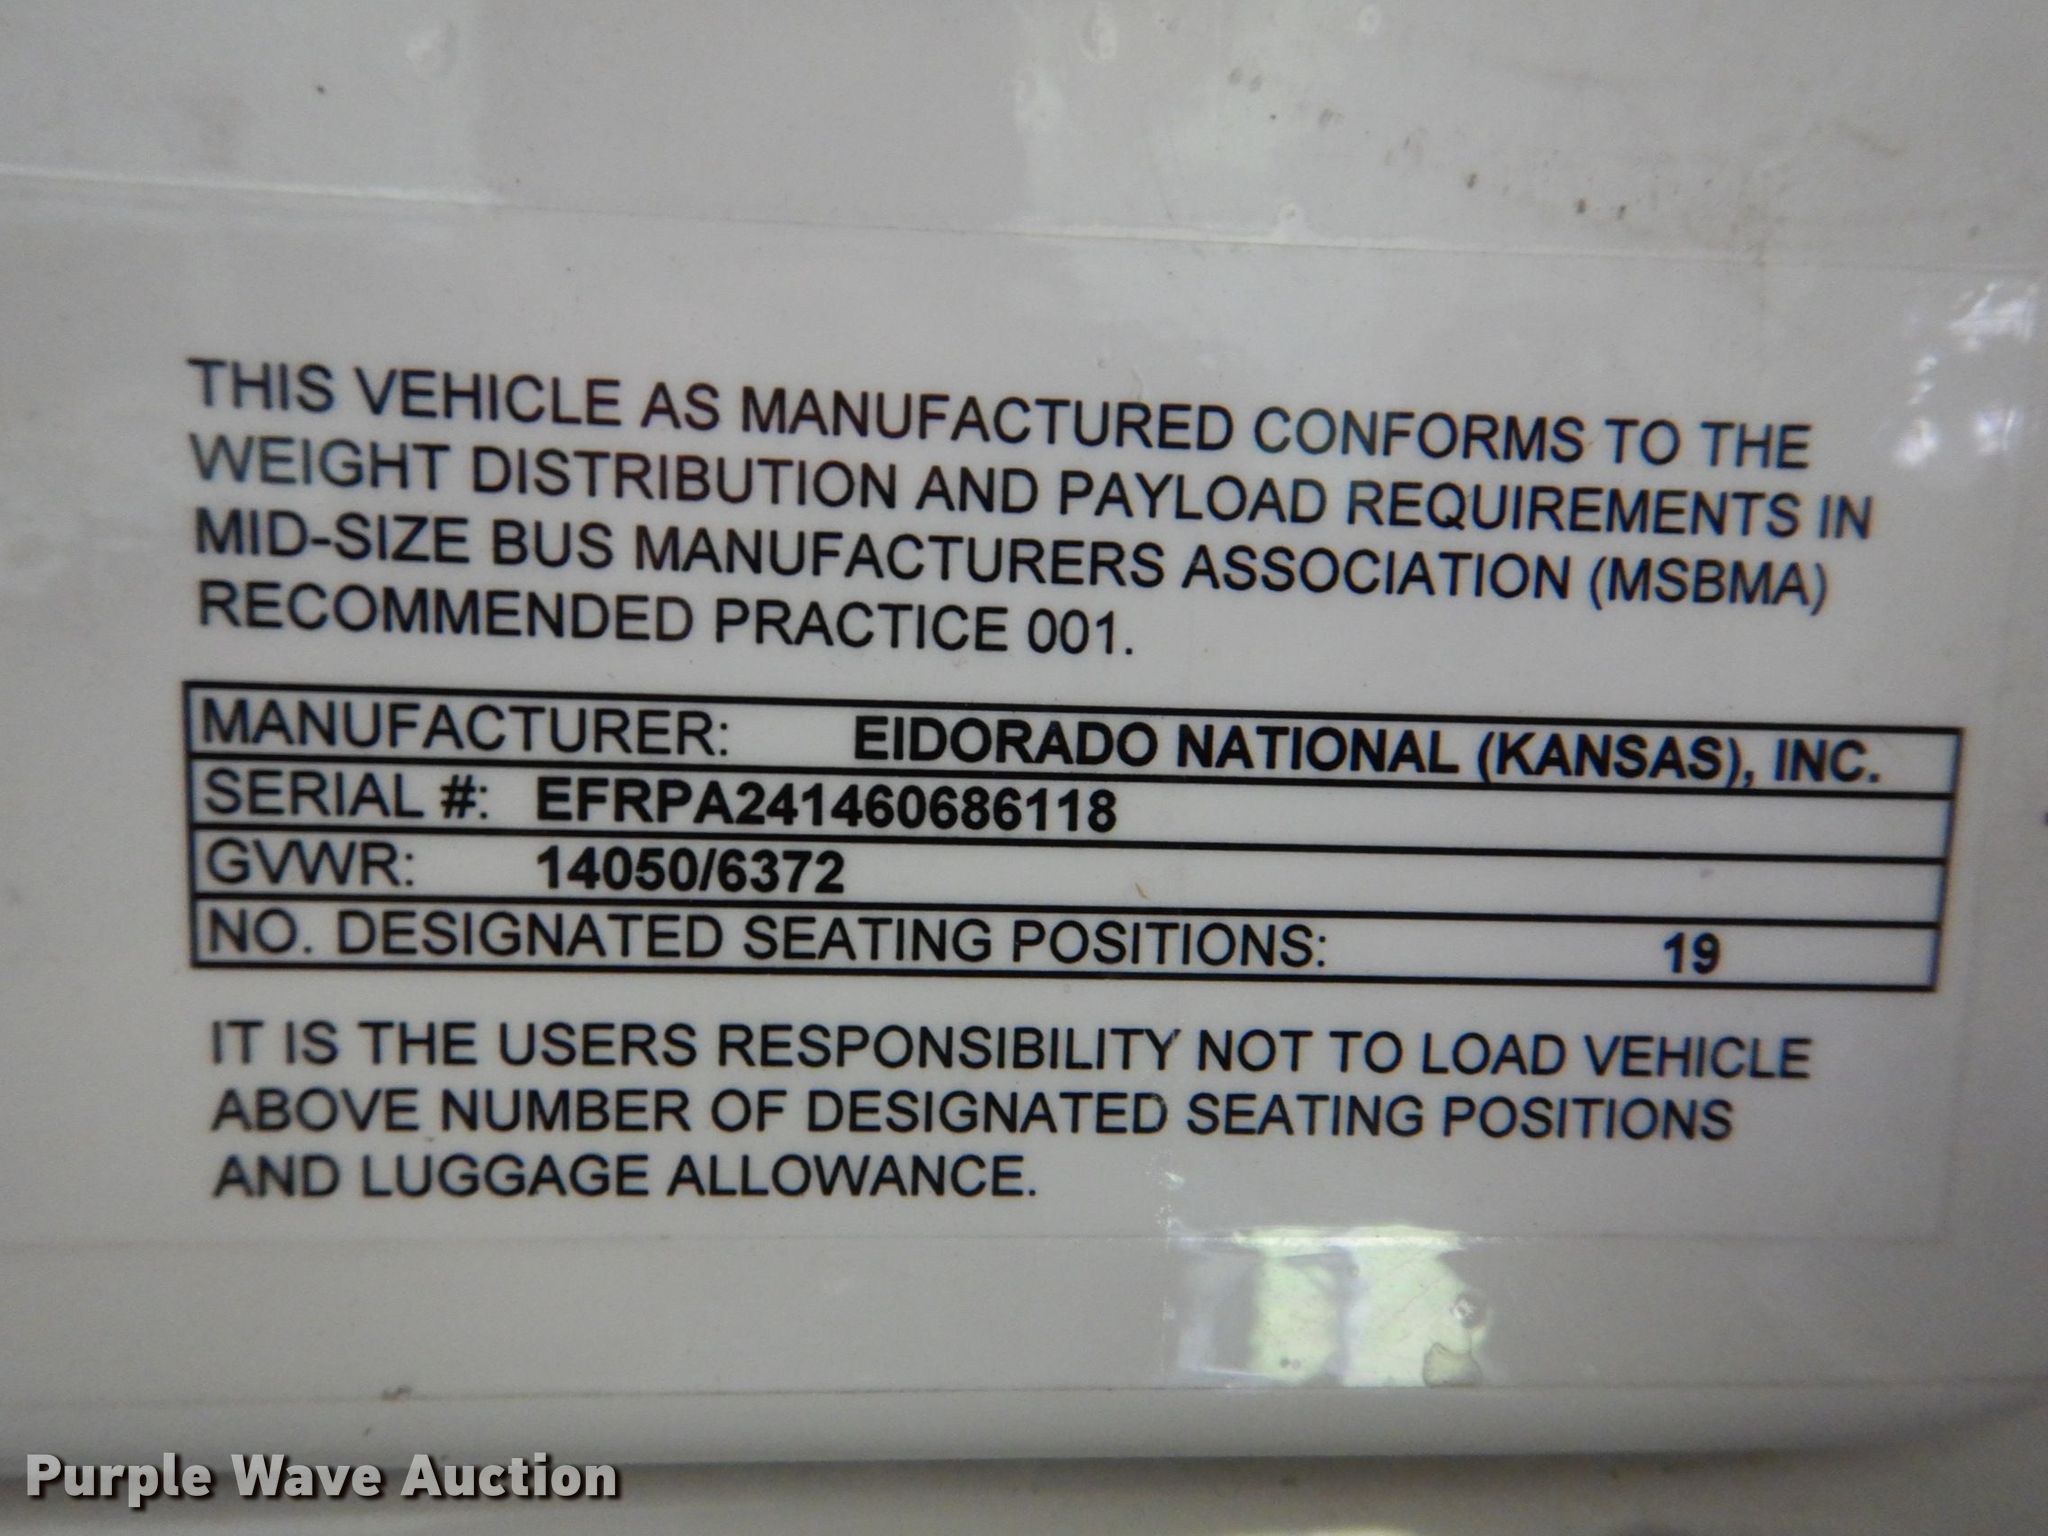 THIS VEHICLE AS MANUFACTURED CONFORMS TO THE
WEIGHT DISTRIBUTION AND PAYLOAD REQUIREMENTS IN
MID-SIZE BUS MANUFACTURERS ASSOCIATION (MSBMA)
RECOMMENDED PRACTICE 001.
MANUFACTURER: EIDORADO NATIONAL (KANSAS), INC.
SERIAL #: EFRPA241460686118
GVWR: 14050/6372
NO. DESIGNATED SEATING POSITIONS: 19
IT IS THE USERS RESPONSIBILITY NOT TO LOAD VEHICLE
ABOVE NUMBER OF DESIGNATED SEATING POSITIONS
AND LUGGAGE ALLOWANCE.
Purple Wave Auction